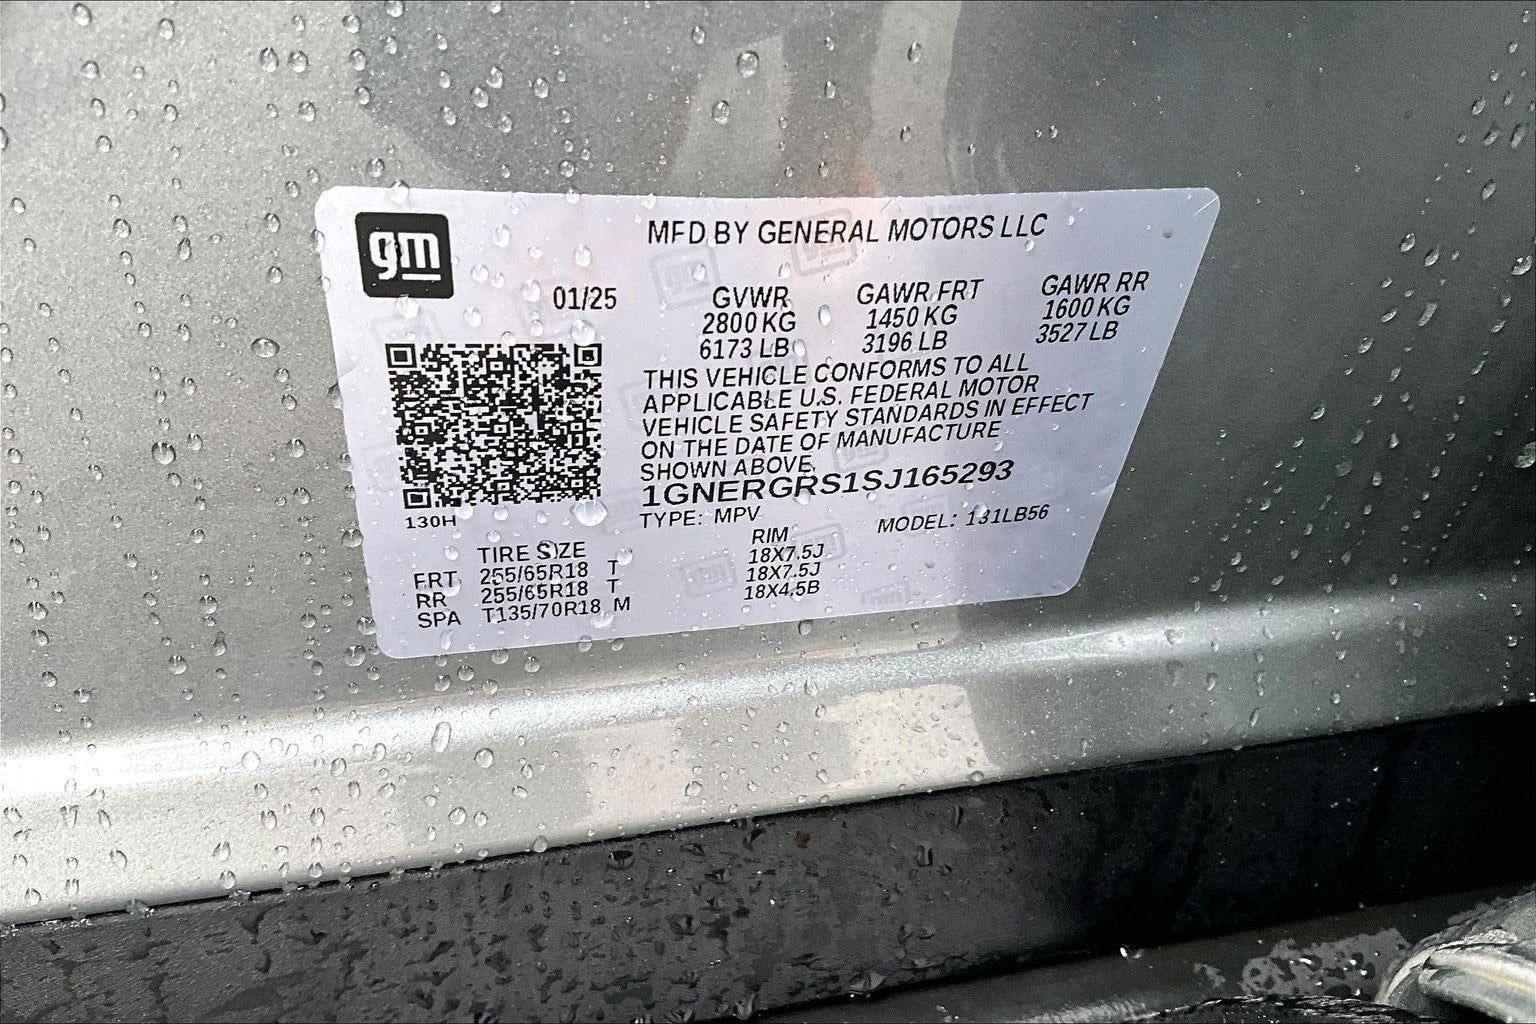 gm
MFD BY GENERAL MOTORS LLC
01/25 GVWR GAWR FRT GAWR RR
2800 KG 1450 KG 1600 KG
6173 LB 3196 LB 3527 LB
THIS VEHICLE CONFORMS TO ALL
APPLICABLE U.S. FEDERAL MOTOR
VEHICLE SAFETY STANDARDS IN EFFECT
ON THE DATE OF MANUFACTURE
SHOWN ABOVE.
1GNERGRS1SJ165293
130H
TYPE: MPV MODEL: 131LB56
TIRE SIZE RIM
FRT 255/65R18 T 18X7.5J
RR 255/65R18 T 18X7.5J
SPA T135/70R18 M 18X4.5B